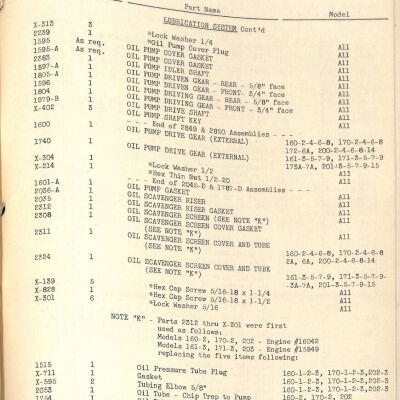 Part Name Model
LUBRICATION SYSTEM Cont'd
X-313 3 *Lock Washer 1/4 All
2239 1 *Oil Pump Cover Plug All
1595 As req. OIL PUMP COVER GASKET All
1595-A As req. OIL PUMP COVER GASKET All
2363 1 OIL PUMP IDLER SHAFT All
1597-A 1 OIL PUMP DRIVEN GEAR - REAR - 5/8" face All
1805-A 1 OIL PUMP DRIVEN GEAR - FRONT - 3/4" face All
1596 1 OIL PUMP DRIVING GEAR - REAR - 5/8" face All
1804 1 OIL PUMP DRIVING GEAR - FRONT - 3/4" face All
1979-B 1 OIL PUMP DRIVE SHAFT All
X-402 3 OIL PUMP SHAFT KEY All
- - - End of 2849 & 2850 Assemblies - - -
1600 1 OIL PUMP DRIVE GEAR (EXTERNAL) 160-2-4-6-8, 170-2-4-6-8
172-6A, 200-2-4-6-8-14
1740 1 OIL PUMP DRIVE GEAR (EXTERNAL) 161-3-5-7-9, 171-3-5-7-9
173A-7A, 201-3-5-7-9-15
X-304 1 *Lock Washer 1/2 All
X-214 1 *Hex Thin Nut 1/2-20 All
- - - End of 2045-D & 1787-D Assemblies - - -
1601-A 1 OIL PUMP GASKET All
2036-A 1 OIL SCAVENGER RISER All
2035 1 OIL SCAVENGER RISER GASKET All
2312 1 OIL SCAVENGER SCREEN (SEE NOTE "K") All
2308 1 OIL SCAVENGER SCREEN COVER GASKET
(SEE NOTE "K") All
2311 1 OIL SCAVENGER SCREEN COVER AND TUBE
(SEE NOTE "K") 160-2-4-6-8, 170-2-4-6-8
2A, 6A, 200-2-4-6-8-14
2324 1 OIL SCAVENGER SCREEN COVER AND TUBE
(SEE NOTE "K") 161-3-5-7-9, 171-3-5-7-9-
-3A-7A, 201-3-5-7-9-15
X-139 5 *Hex Cap Screw 5/16-18 x 1-1/4 All
X-828 1 *Hex Cap Screw 5/16-18 x 1-1/2 All
X-301 6 *Lock Washer 5/16 All
NOTE "K" - Parts 2312 thru X-301 were first
used as follows:
Models 160-2, 170-2, 202 - Engine #16042
Models 161-3, 171-3, 203 - Engine #15949
replacing the five items following:
1515 1 Oil Pressure Tube Plug 160-1-2-3, 170-1-2-3, 202-3
X-711 1 Gasket 160-1-2-3, 170-1-2-3, 202-3
X-595 2 Tubing Elbow 5/8" 160-1-2-3, 170-1-2-3, 202-3
2053 1 Oil Tube - Chip Trap to Pump 160-2, 170-2, 202